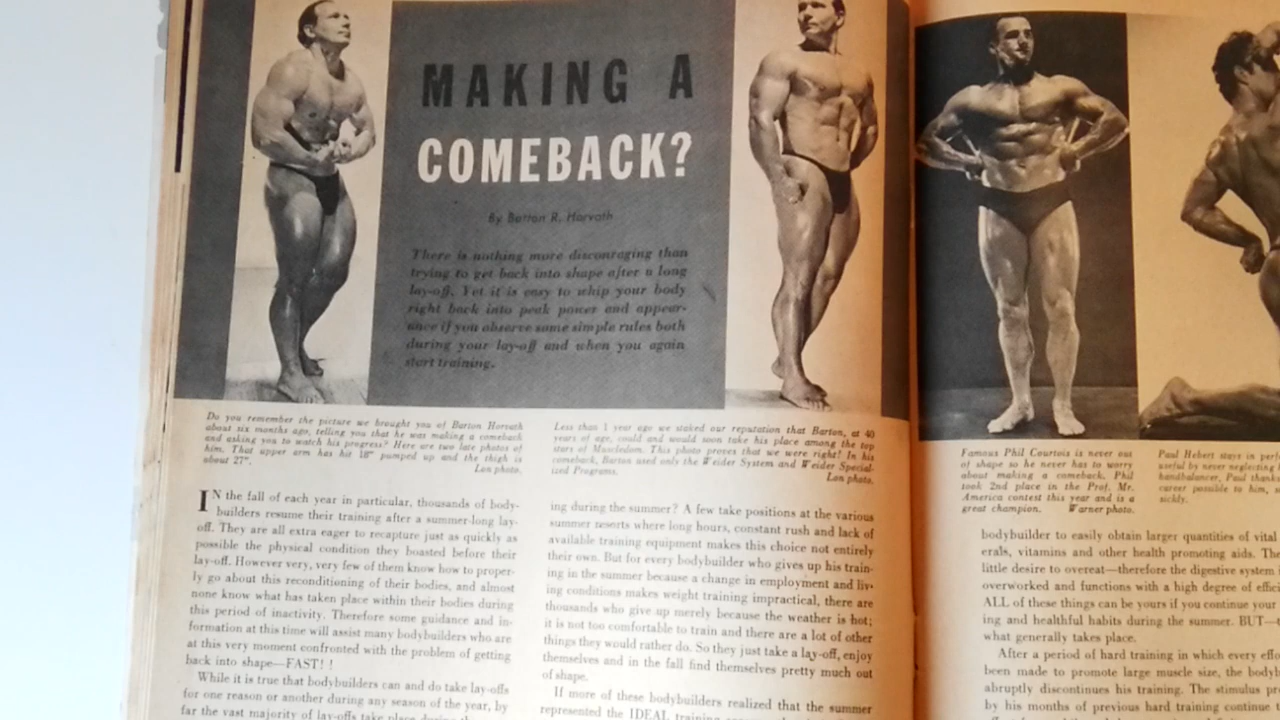 MAKING A
COMEBACK?
By Barton R. Horvath
There is nothing more discouraging than
trying to get back into shape after a long
lay-off. Yet it is easy to whip your body
right back into peak power and appear-
ance if you observe some simple rules both
during your lay-off and when you again
start training.
Do you remember the picture we brought you of Barton Horvath
about six months ago, telling you that he was making a comeback
and asking you to watch his progress? Here are two late photos of
him. That upper arm has hit 18" pumped up and the thigh is
about 27".
Lon photo.
Less than 1 year ago we staked our reputation that Barton, at 40
years of age, could and would soon take his place among the top
stars of Muscledom. This photo proves that we were right! In his
comeback, Barton used only the Weider System and Weider Special-
ized Programs.
Lon photo.
IN the fall of each year in particular, thousands of body-
builders resume their training after a summer-long lay-
off. They are all extra eager to recapture just as quickly as
possible the physical condition they boasted before their
lay-off. However very, very few of them know how to proper-
ly go about this reconditioning of their bodies, and almost
none know what has taken place within their bodies during
this period of inactivity. Therefore some guidance and in-
formation at this time will assist many bodybuilders who are
at this very moment confronted with the problem of getting
back into shape—FAST! !
While it is true that bodybuilders can and do take lay-offs
for one reason or another during any season of the year, by
far the vast majority of lay-offs take place during the
ing during the summer? A few take positions at the various
summer resorts where long hours, constant rush and lack of
available training equipment makes this choice not entirely
their own. But for every bodybuilder who gives up his train-
ing in the summer because a change in employment and liv-
ing conditions makes weight training impractical, there are
thousands who give up merely because the weather is hot;
it is not too comfortable to train and there are a lot of other
things they would rather do. So they just take a lay-off, enjoy
themselves and in the fall find themselves pretty much out
of shape.
If more of these bodybuilders realized that the summer
represented the IDEAL training
Famous Phil Courtois is never out
of shape so he never has to worry
about making a comeback. Phil
took 2nd place in the Prof. Mr.
America contest this year and is a
great champion. Warner photo.
Paul Hebert stays in perf
useful by never neglecting
handbalancer, Paul thank
career possible to him,
sickly.
bodybuilder to easily obtain larger quantities of vital
erals, vitamins and other health promoting aids. The
little desire to overeat—therefore the digestive system
overworked and functions with a high degree of effic
ALL of these things can be yours if you continue your
ing and healthful habits during the summer. BUT—
what generally takes place.
After a period of hard training in which every effo
been made to promote large muscle size, the bodyb
abruptly discontinues his training. The stimulus pr
by his months of previous hard training continue